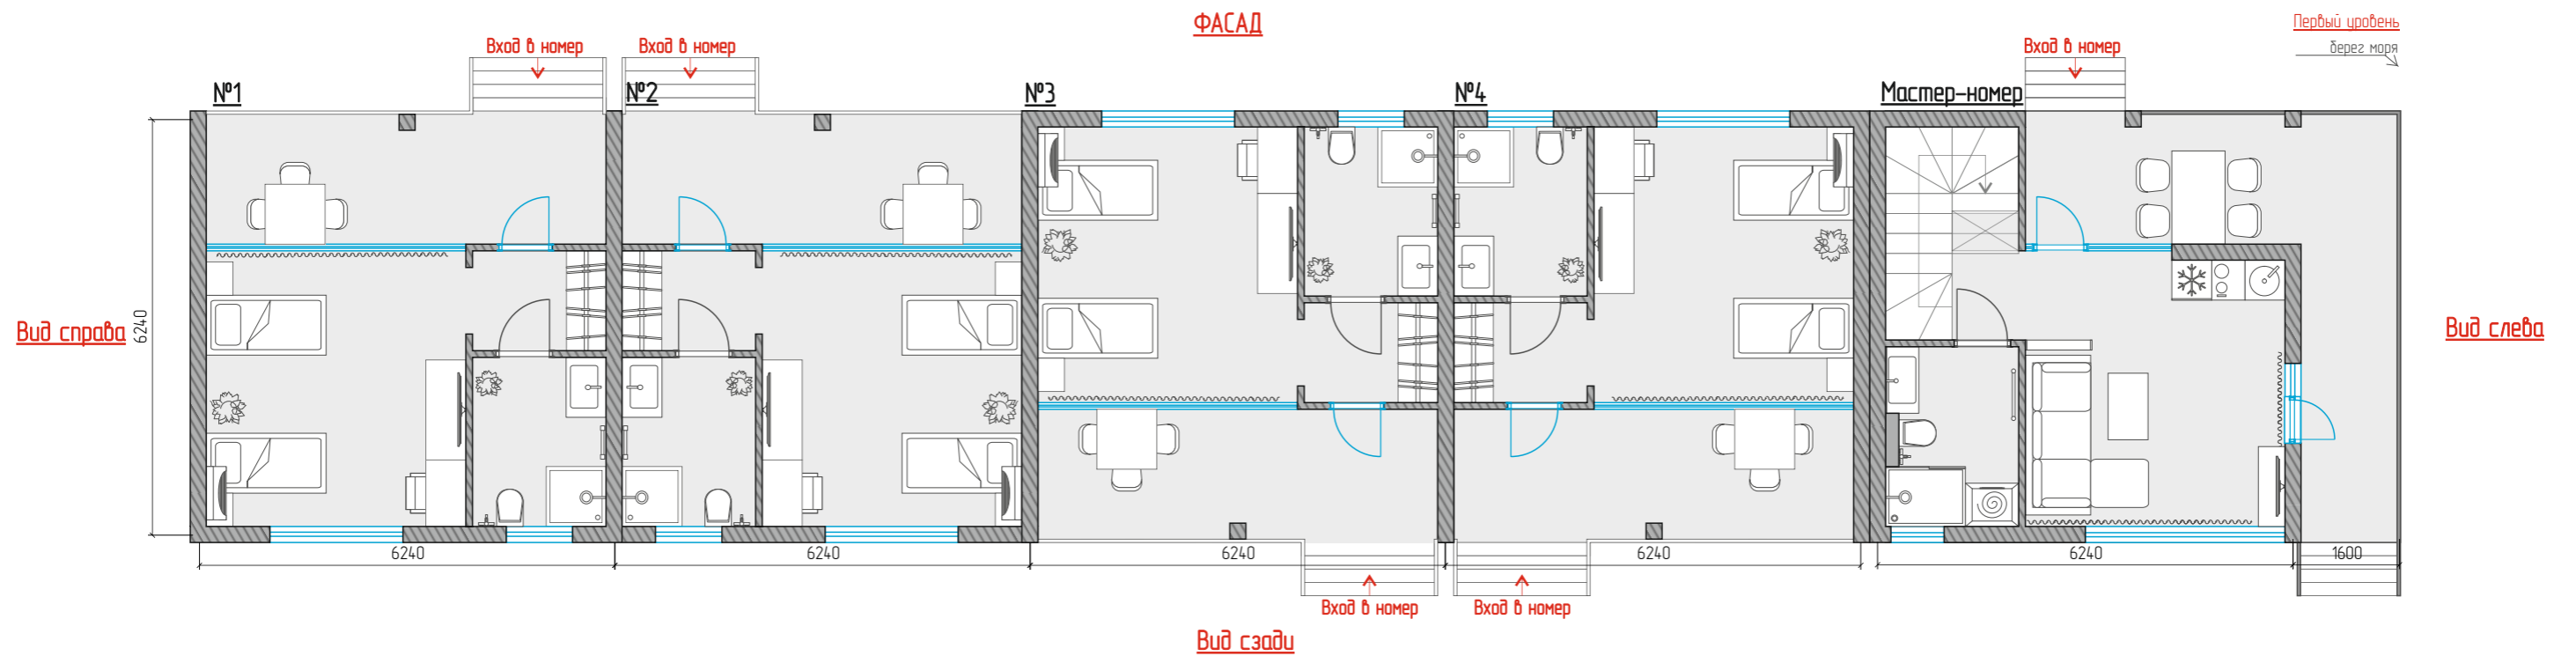 ФАСАД
Первый уровень
берег моря
Вход в номер
Вход в номер
Вход в номер
№1
№2
№3
№4
Мастер-номер
Вид справа
6240
Вид слева
6240
6240
6240
6240
6240
1600
Вход в номер
Вход в номер
Вид сзади